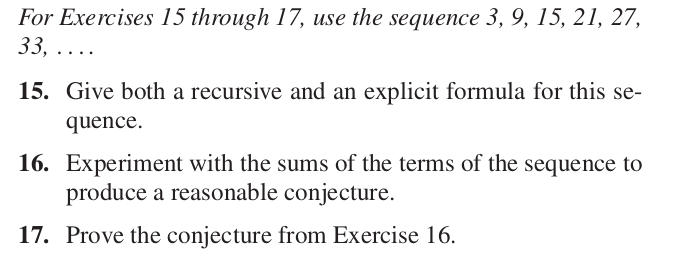 For Exercises 15 through 17, use the sequence 3, 9, 15, 21, 27,
33, . . . .
15. Give both a recursive and an explicit formula for this se-
quence.
16. Experiment with the sums of the terms of the sequence to
produce a reasonable conjecture.
17. Prove the conjecture from Exercise 16.